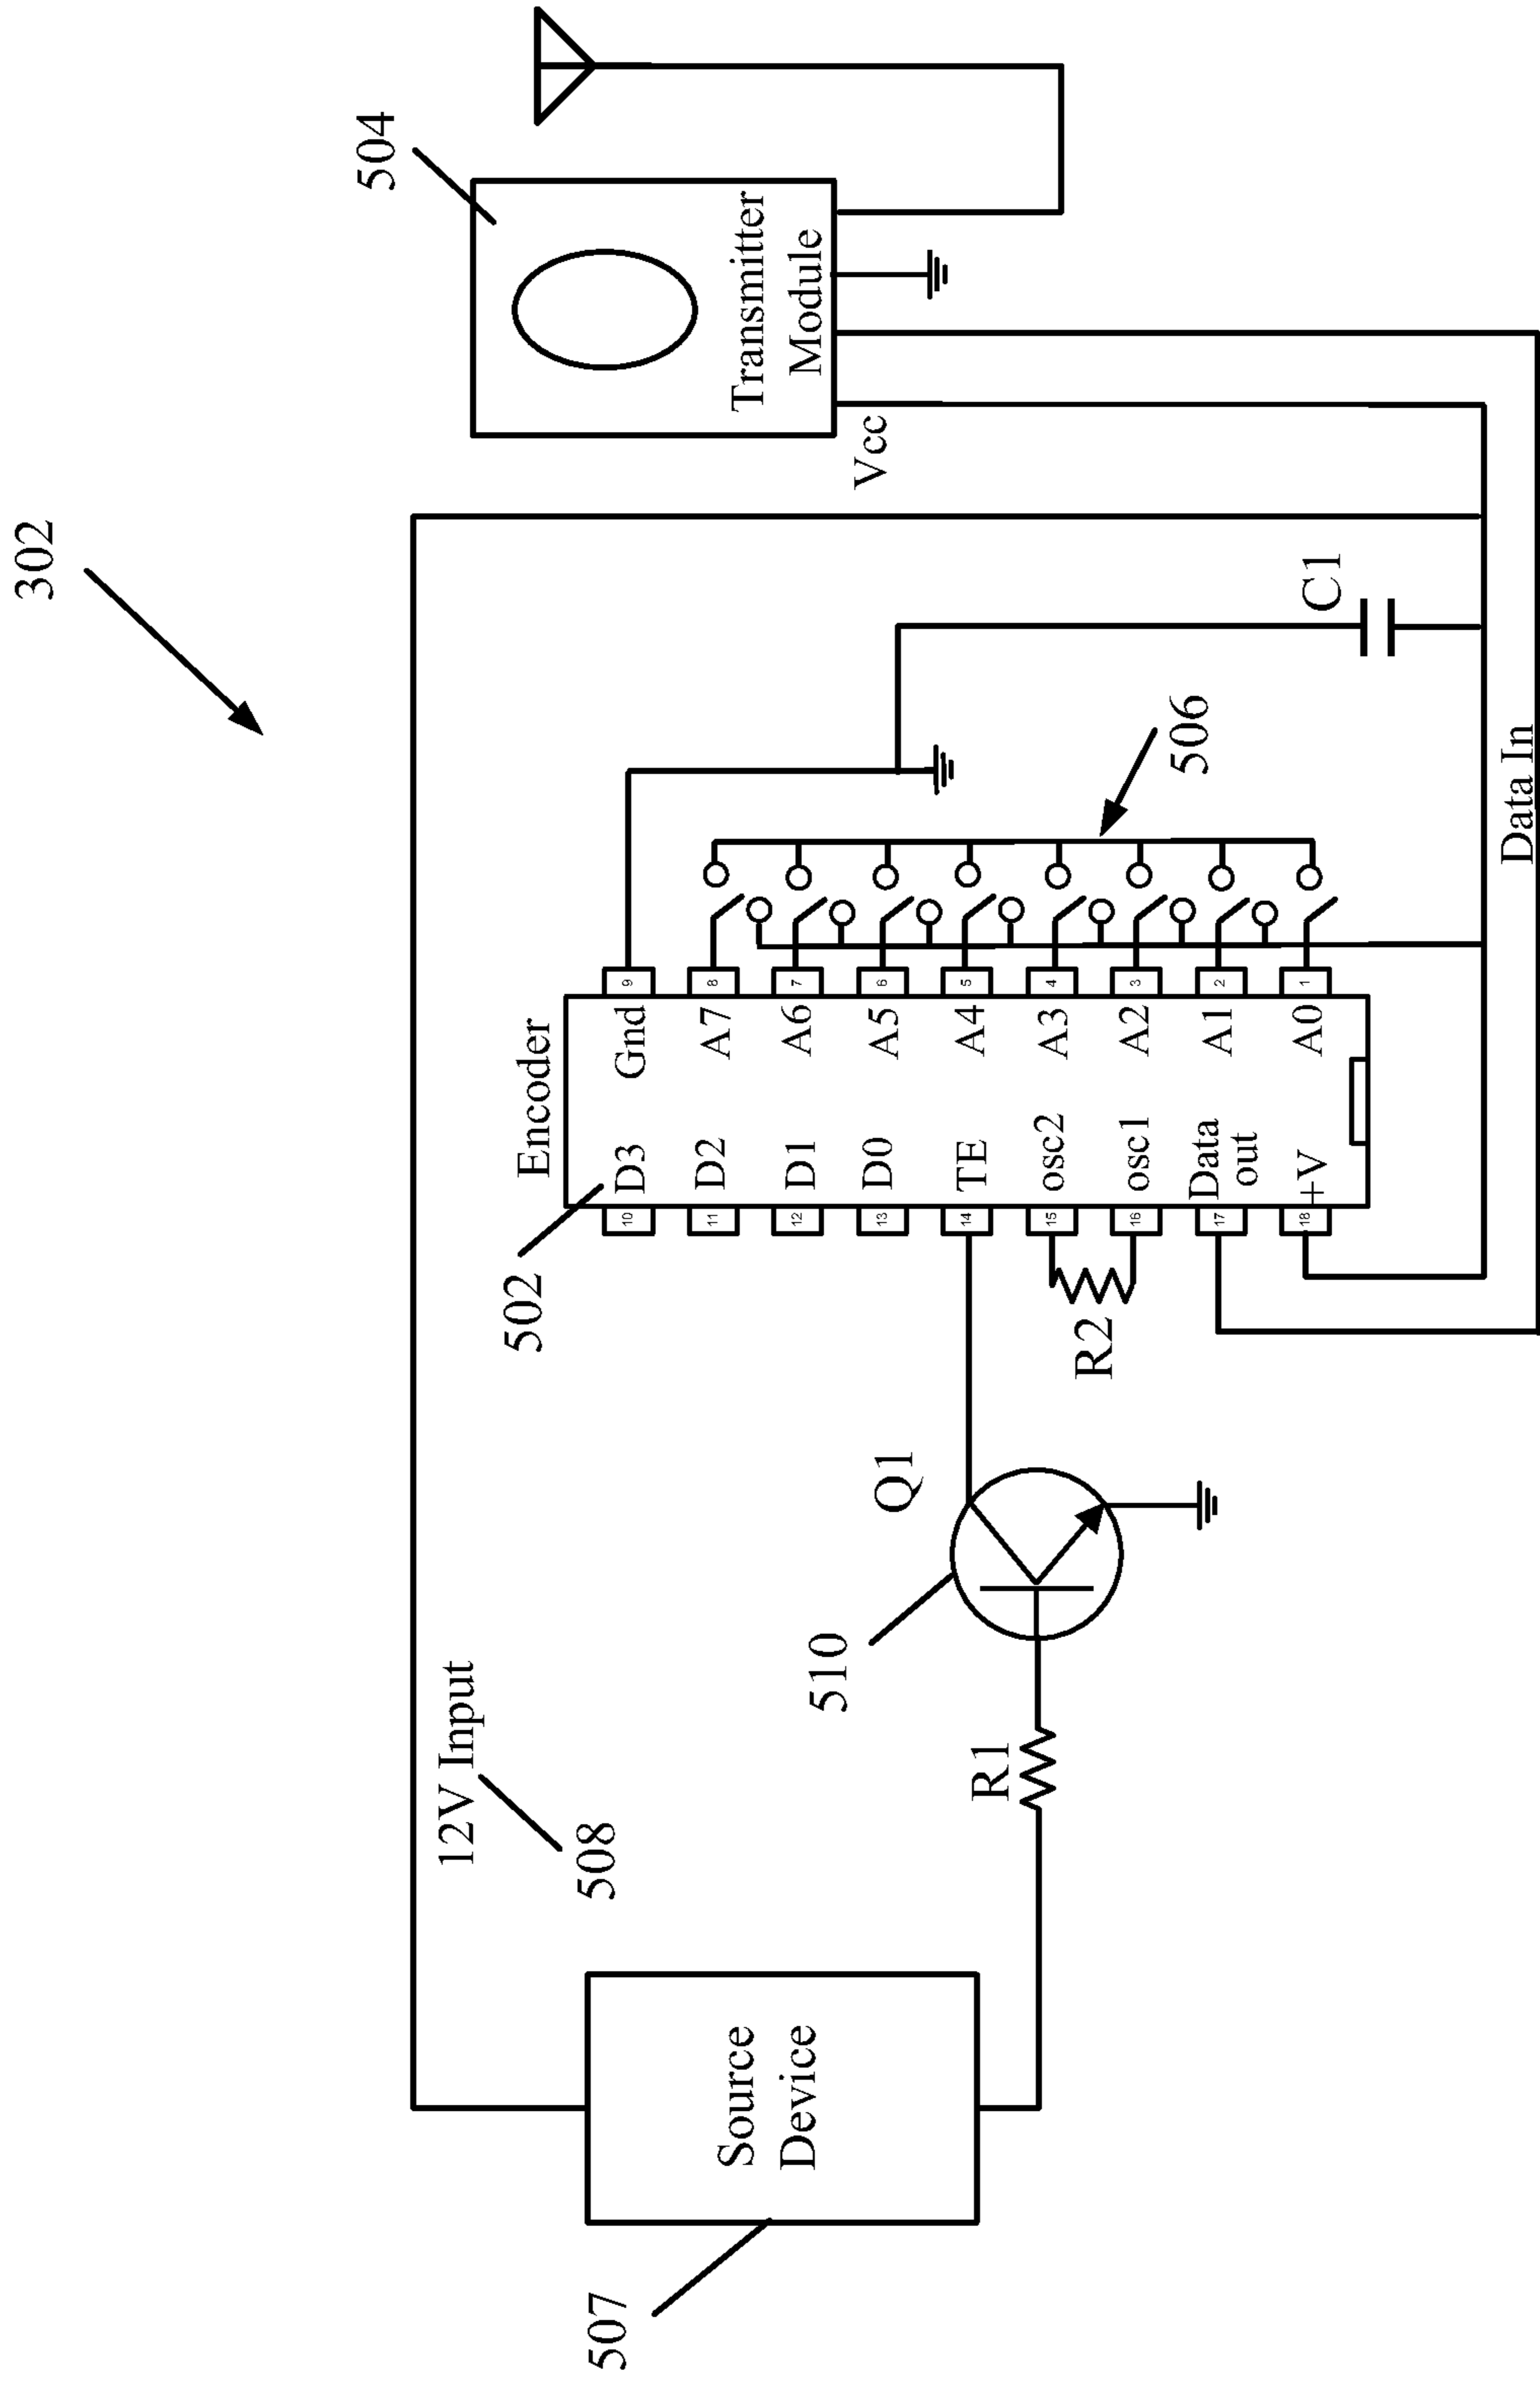 302
504
Transmitter
Module
Vcc
12V Input
508
Source
Device
507
R1
510
Q1
502
Encoder
D3
D2
D1
D0
TE
osc2
osc1
Data
out
+V
Gnd
A7
A6
A5
A4
A3
A2
A1
A0
10
11
12
13
14
15
16
17
18
9
8
7
6
5
4
3
2
1
R2
506
C1
Data In